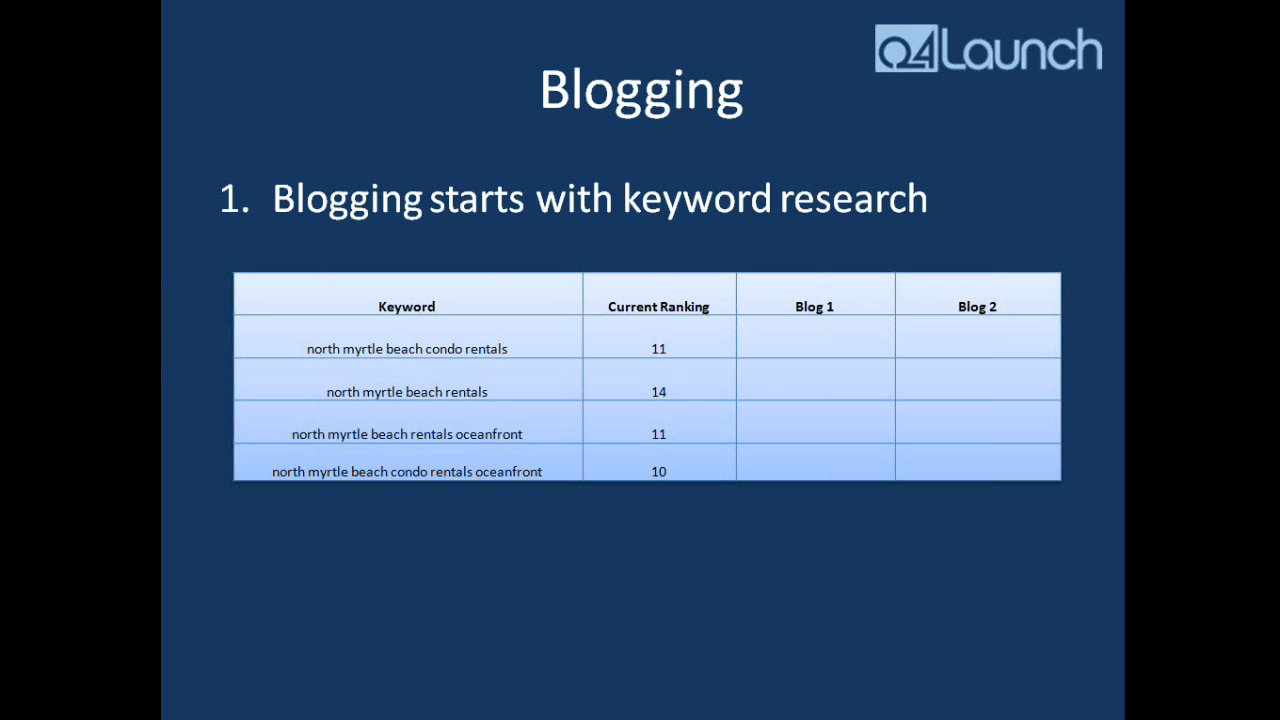 Q4Launch
Blogging
1. Blogging starts with keyword research
Keyword Current Ranking Blog 1 Blog 2
north myrtle beach condo rentals 11
north myrtle beach rentals 14
north myrtle beach rentals oceanfront 11
north myrtle beach condo rentals oceanfront 10